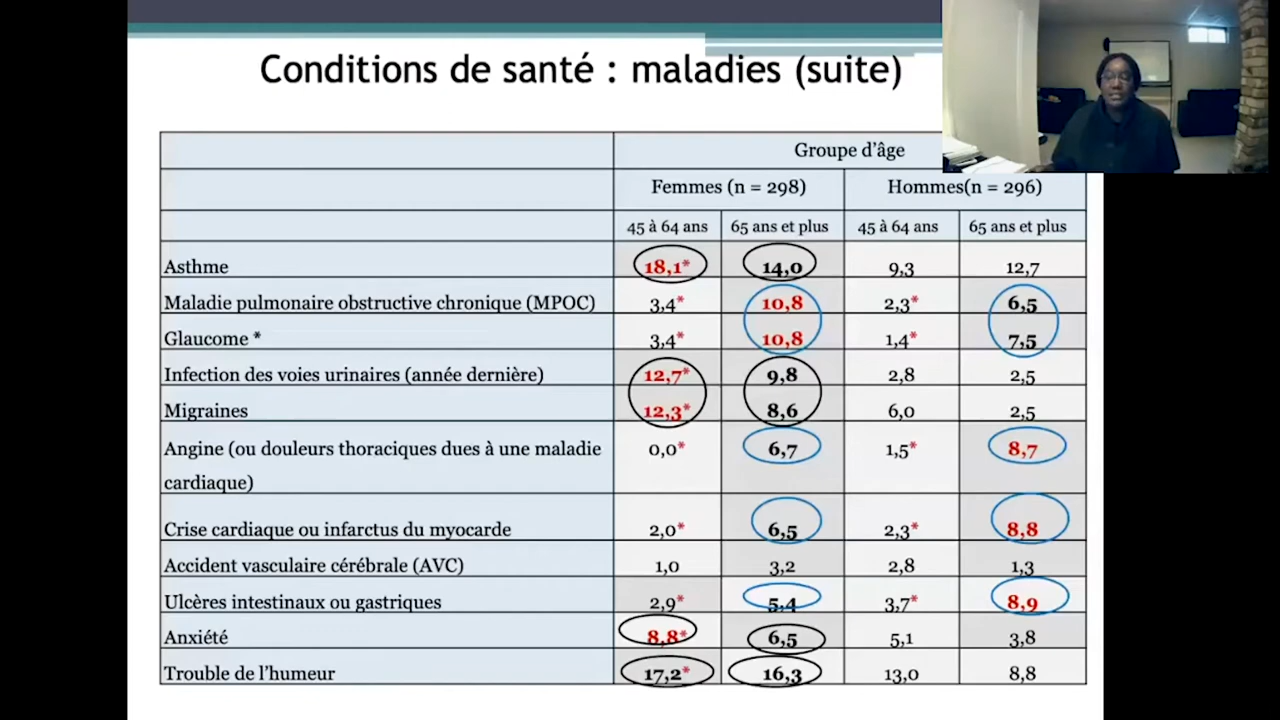 Conditions de santé : maladies (suite)
Groupe d'âge
Femmes (n = 298) Hommes(n = 296)
45 à 64 ans 65 ans et plus 45 à 64 ans 65 ans et plus
Asthme 18,1* 14,0 9,3 12,7
Maladie pulmonaire obstructive chronique (MPOC) 3,4* 10,8 2,3* 6,5
Glaucome * 3,4* 10,8 1,4* 7,5
Infection des voies urinaires (année dernière) 12,7* 9,8 2,8 2,5
Migraines 12,3* 8,6 6,0 2,5
Angine (ou douleurs thoraciques dues à une maladie 0,0* 6,7 1,5* 8,7
cardiaque)
Crise cardiaque ou infarctus du myocarde 2,0* 6,5 2,3* 8,8
Accident vasculaire cérébrale (AVC) 1,0 3,2 2,8 1,3
Ulcères intestinaux ou gastriques 2,9* 5,4 3,7* 8,9
Anxiété 8,8* 6,5 5,1 3,8
Trouble de l'humeur 17,2* 16,3 13,0 8,8